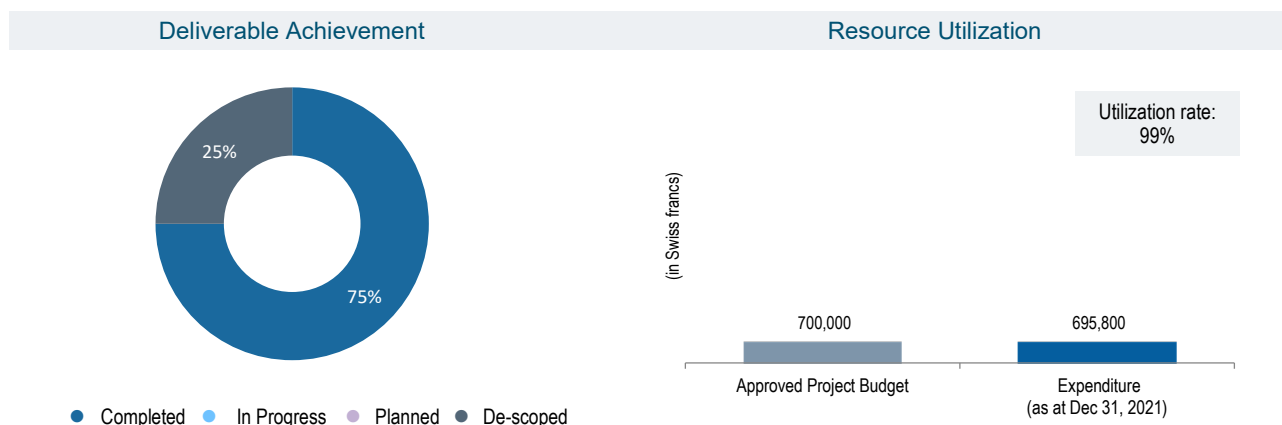 Deliverable Achievement
25%
75%
Completed In Progress Planned De-scoped
Resource Utilization
Utilization rate:
99%
(in Swiss francs)
700,000
695,800
Approved Project Budget
Expenditure
(as at Dec 31, 2021)